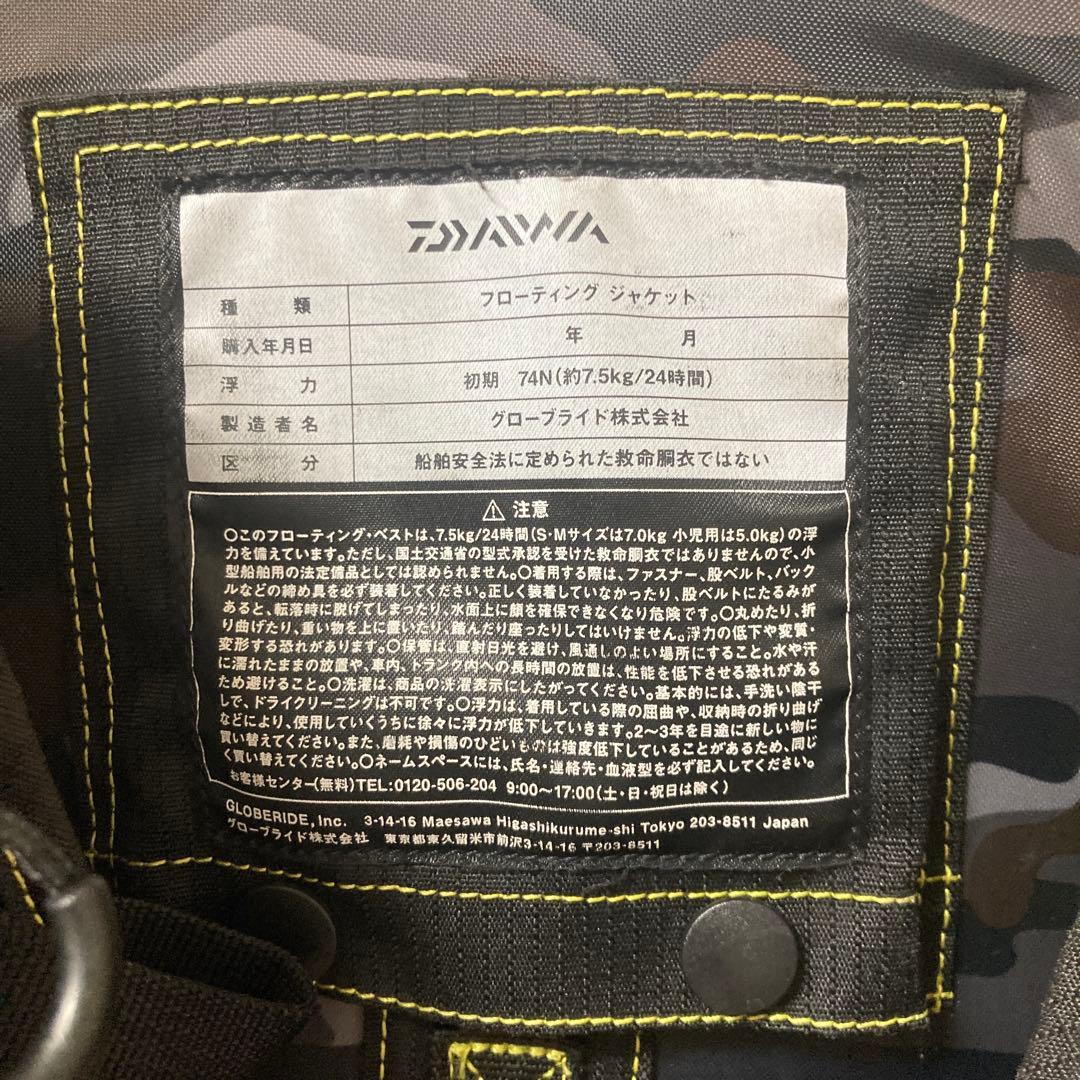 DAIWA
種類 フローティング ジャケット
購入年月日 年 月
浮力 初期 74N(約7.5kg/24時間)
製造者名 グローブライド株式会社
区分 船舶安全法に定められた救命胴衣ではない
⚠ 注意
○このフローティング・ベストは、7.5kg/24時間(S・Mサイズは7.0kg 小児用は5.0kg)の浮
力を備えています。ただし、国土交通省の型式承認を受けた救命胴衣ではありませんので、小
型船舶用の法定備品としては認められません。○着用する際は、ファスナー、股ベルト、バック
ルなどの締め具を必ず装着してください。正しく装着していなかったり、股ベルトにたるみが
あると、転落時に脱げてしまったり、水面上に顔を確保できなくなり危険です。○丸めたり、折
り曲げたり、重い物を上に置いたり、踏んだり座ったりしてはいけません。浮力の低下や変質・
変形する恐れがあります。○保管は、直射日光を避け、風通しのよい場所にすること。水や汗
に濡れたままの放置や、車内、トランク内への長時間の放置は、性能を低下させる恐れがある
ため避けること。○洗濯は、商品の洗濯表示にしたがってください。基本的には、手洗い陰干
しで、ドライクリーニングは不可です。○浮力は、着用している際の屈曲や、収納時の折り曲げ
などにより、使用していくうちに徐々に浮力が低下していきます。2〜3年を目途に新しい物に
買い替えてください。また、磨耗や損傷のひどいものは強度低下していることがあるため、同じ
く買い替えてください。○ネームスペースには、氏名・連絡先・血液型を必ず記入してください。
お客様センター(無料)TEL:0120-506-204 9:00〜17:00(土・日・祝日は除く)
GLOBERIDE, Inc. 3-14-16 Maesawa Higashikurume-shi Tokyo 203-8511 Japan
グローブライド株式会社 東京都東久留米市前沢3-14-16 〒203-8511